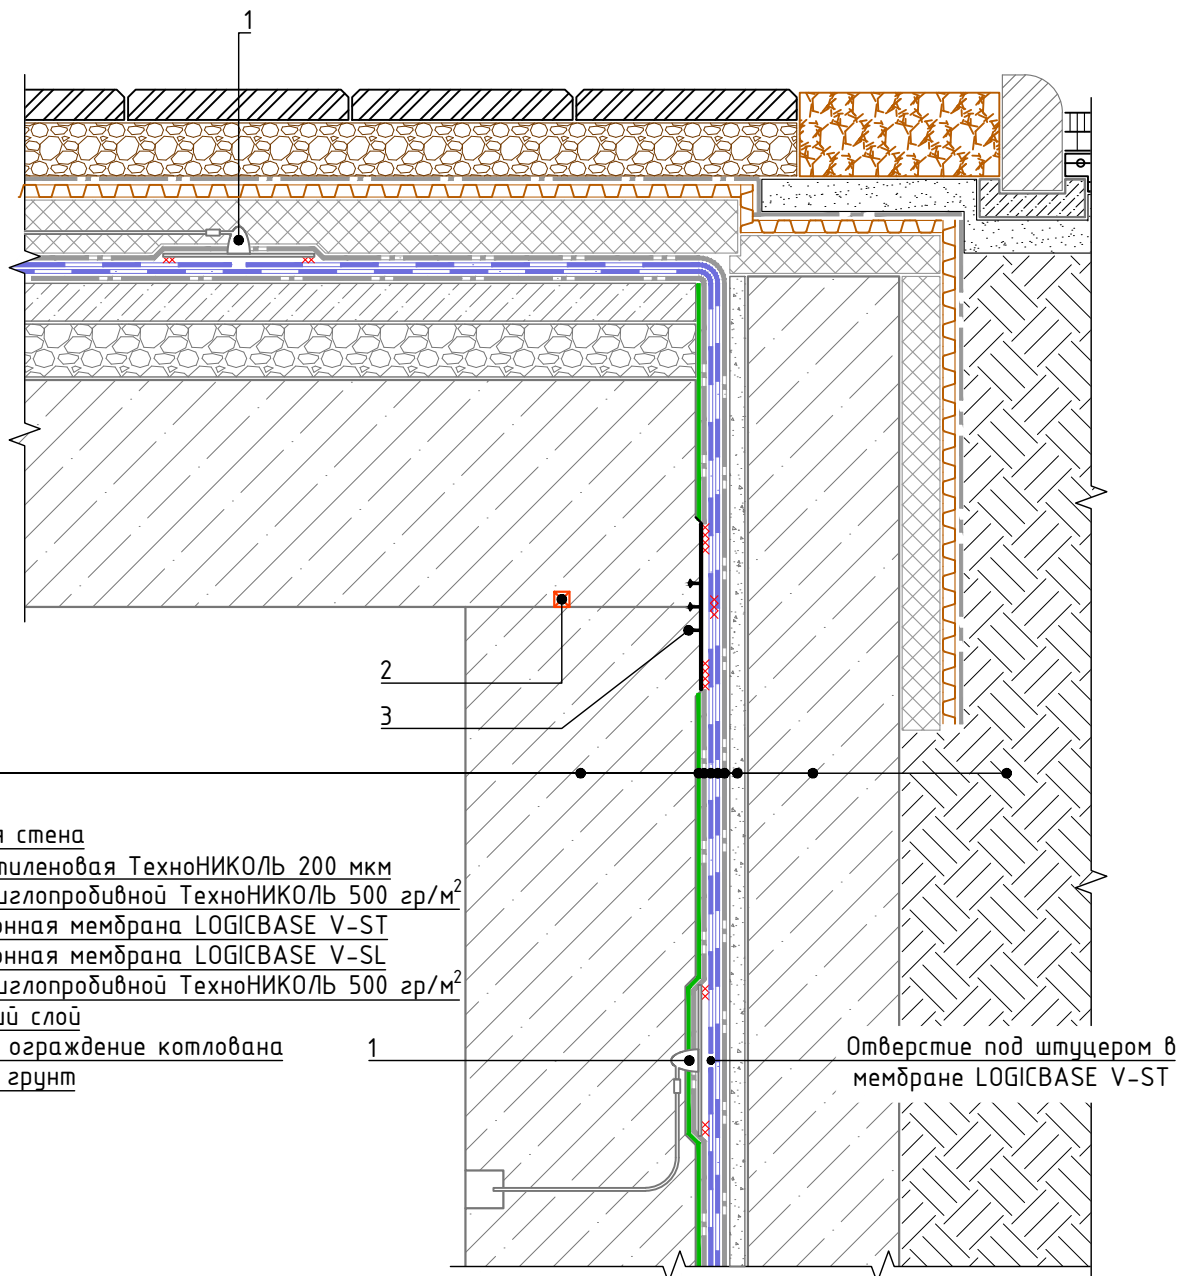 1
2
3
я стена
тиленовая ТехноНИКОЛЬ 200 мкм
иглопробивной ТехноНИКОЛЬ 500 гр/м²
онная мембрана LOGICBASE V-ST
онная мембрана LOGICBASE V-SL
иглопробивной ТехноНИКОЛЬ 500 гр/м²
ий слой
ограждение котлована
грунт
1
Отверстие под штуцером в
мембране LOGICBASE V-ST